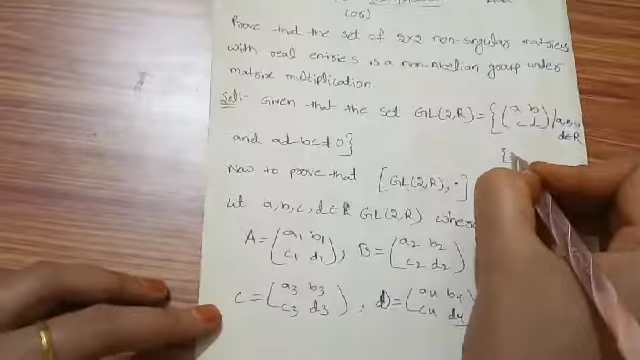 (OR)
Prove that the set of 2x2 non-singular matrices
with real entries is a non-Abelian group under
matrix multiplication.
Sol:- Given that the set GL(2,R) = { ( a b c d ) / a,b,c, d∈R
and ad-bc≠0 }
Now to prove that [GL(2,R), ·]
Let a,b,c,d∈ GL(2,R) where
A = ( a1 b1 c1 d1 ), B = ( a2 b2 c2 d2 )
C = ( a3 b3 c3 d3 ), d = ( a4 b4 c4 d4